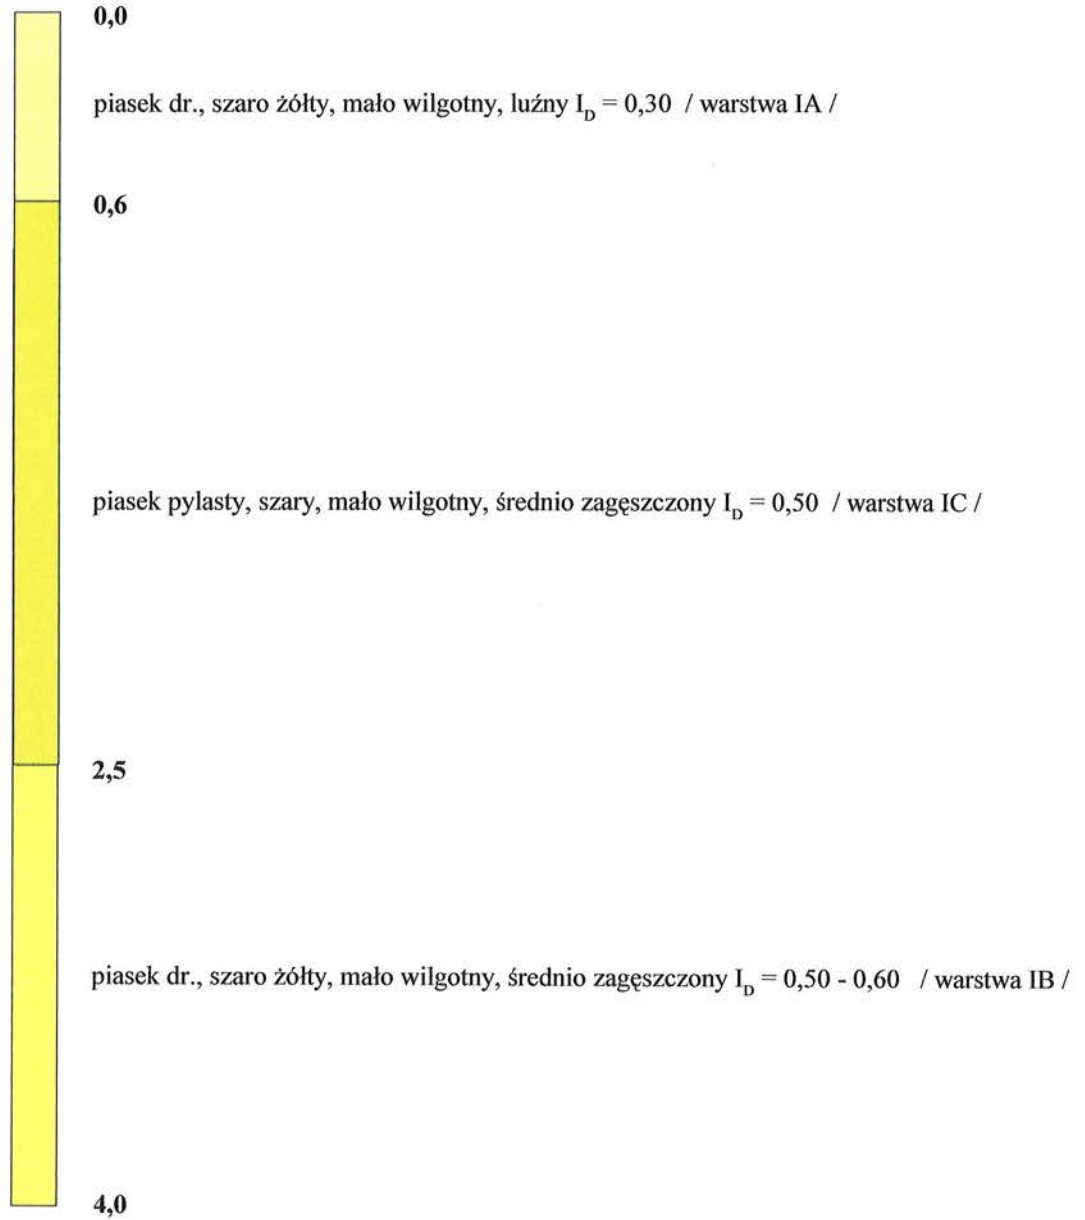 0,0
piasek dr., szaro żółty, mało wilgotny, luźny I_D = 0,30 / warstwa IA /
0,6
piasek pylasty, szary, mało wilgotny, średnio zagęszczony I_D = 0,50 / warstwa IC /
2,5
piasek dr., szaro żółty, mało wilgotny, średnio zagęszczony I_D = 0,50 - 0,60 / warstwa IB /
4,0